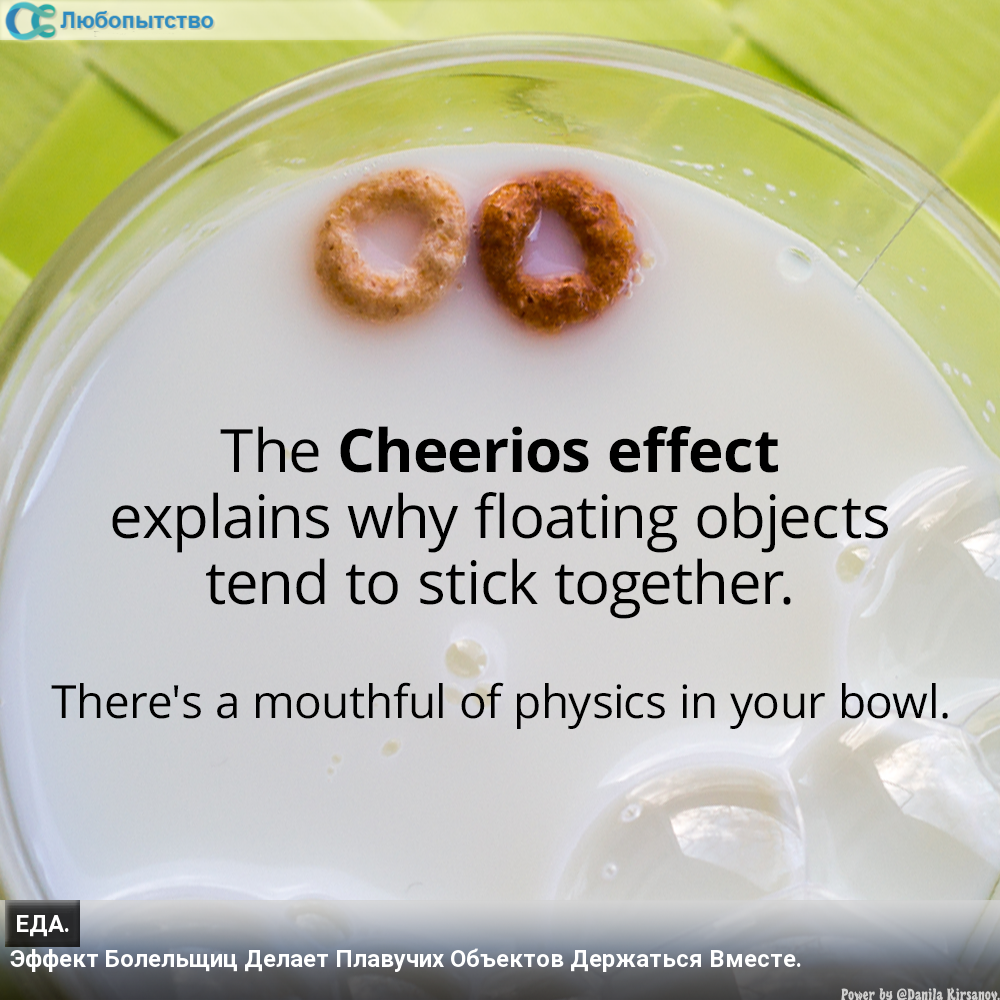 Любопытство
The Cheerios effect
explains why floating objects
tend to stick together.
There's a mouthful of physics in your bowl.
ЕДА.
Эффект Болельщиц Делает Плавучих Объектов Держаться Вместе.
Power by @Danila Kirsanov